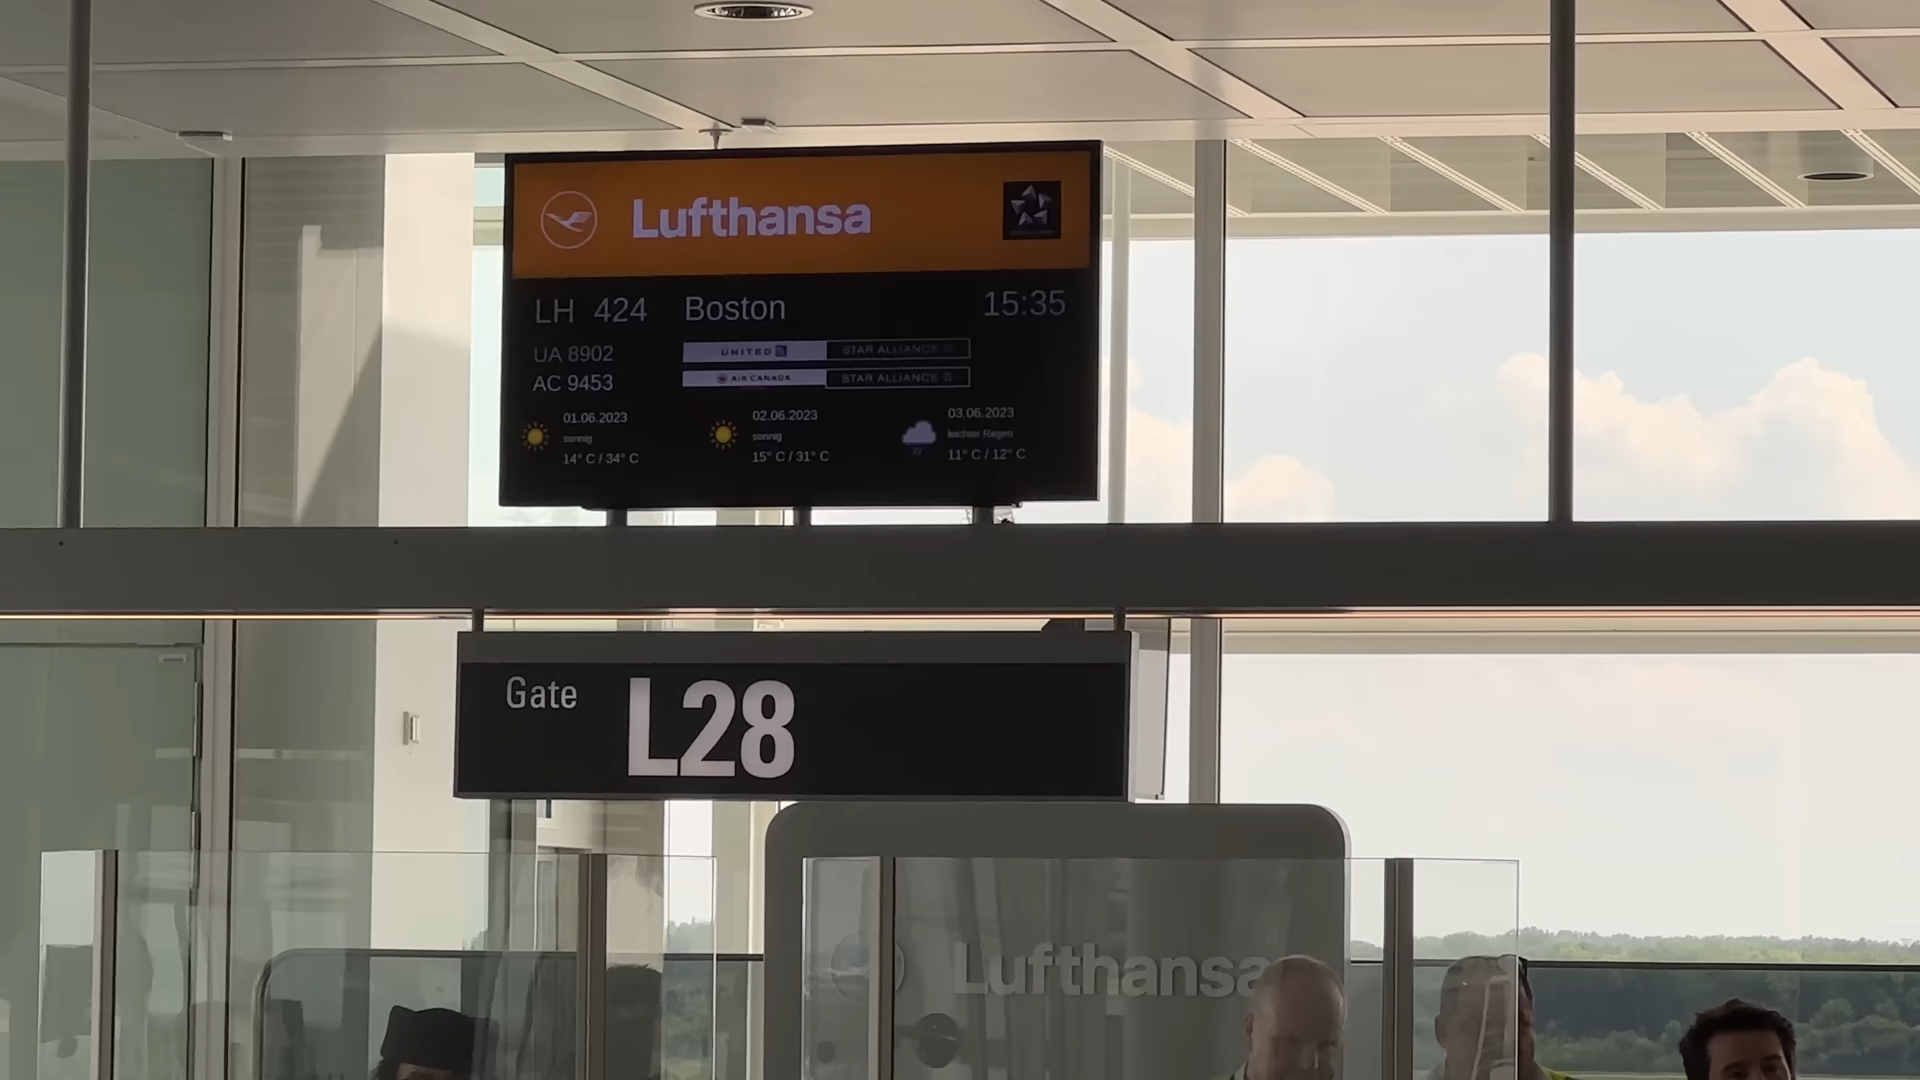 Lufthansa
LH 424 Boston 15:35
UA 8902 UNITED STAR ALLIANCE
AC 9453 AIR CANADA STAR ALLIANCE
01.06.2023 02.06.2023 03.06.2023
sonnig sonnig leichter Regen
14° C / 34° C 15° C / 31° C 11° C / 12° C
Gate L28
Lufthansa